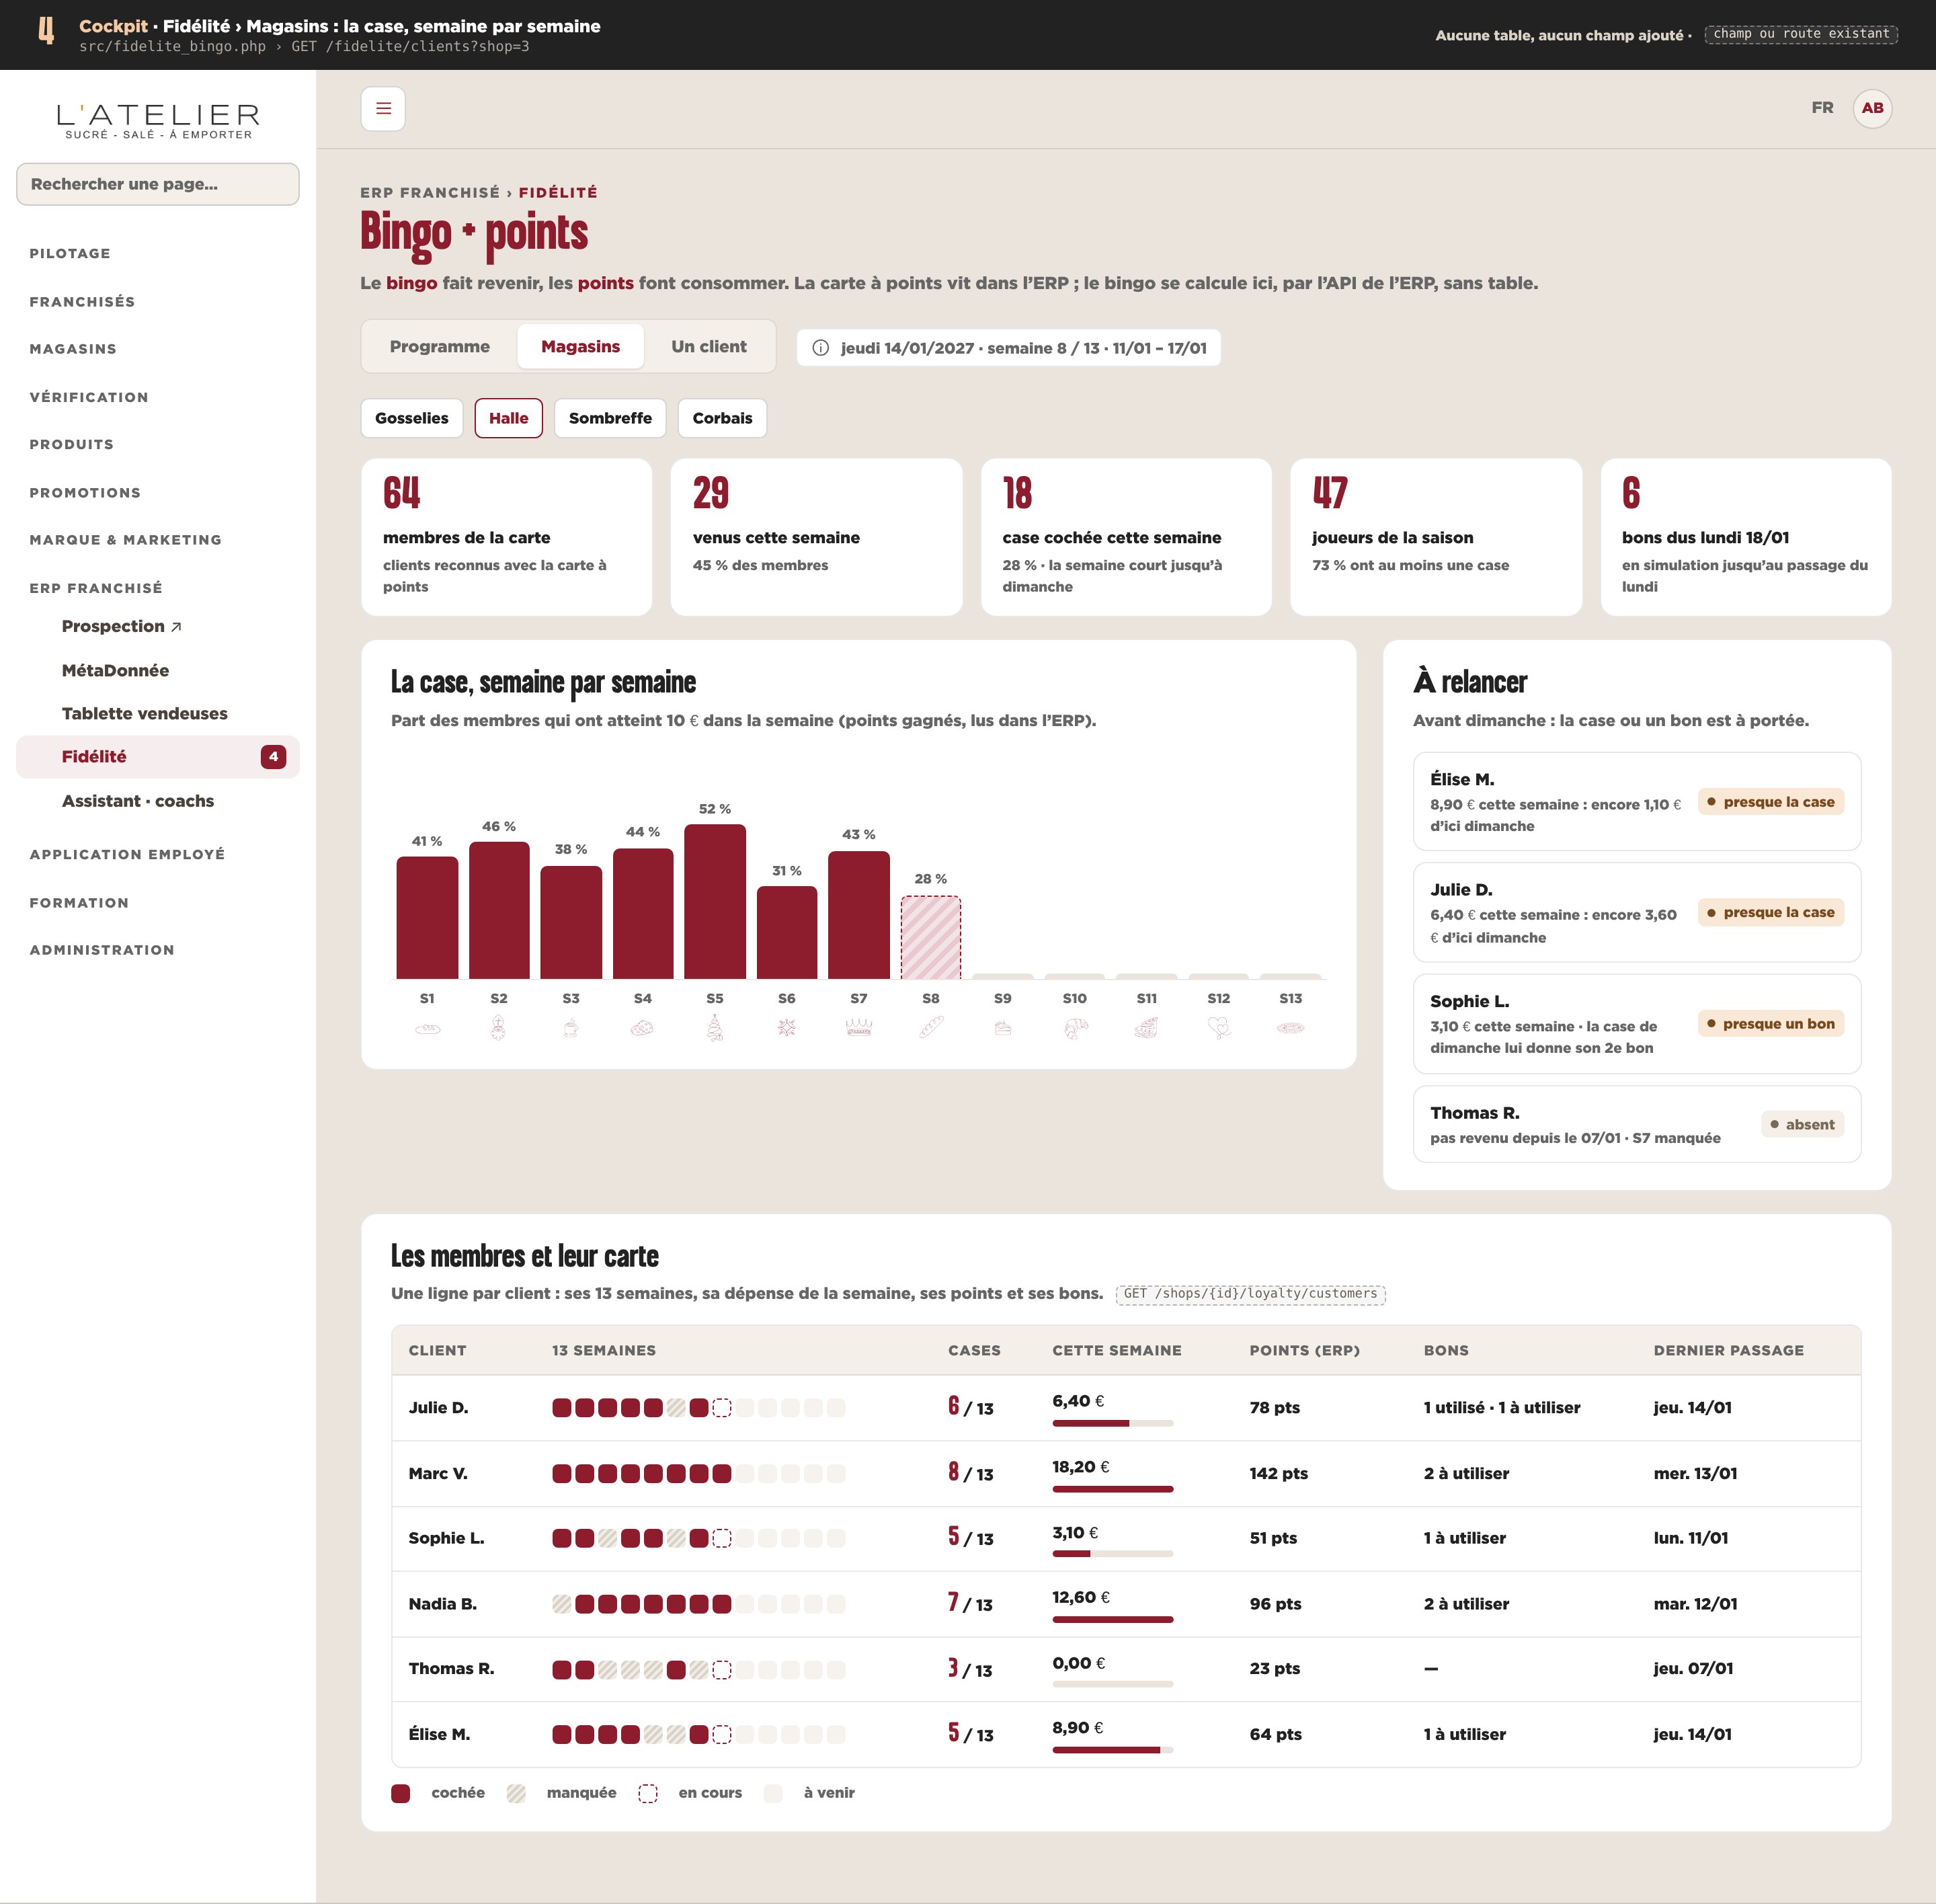 4
Cockpit · Fidélité › Magasins : la case, semaine par semaine
src/fidelite_bingo.php › GET /fidelite/clients?shop=3
Aucune table, aucun champ ajouté · champ ou route existant
L'ATELIER
SUCRÉ - SALÉ - Á EMPORTER
Rechercher une page...
PILOTAGE
FRANCHISÉS
MAGASINS
VÉRIFICATION
PRODUITS
PROMOTIONS
MARQUE & MARKETING
ERP FRANCHISÉ
Prospection ↗
MétaDonnée
Tablette vendeuses
Fidélité 4
Assistant · coachs
APPLICATION EMPLOYÉ
FORMATION
ADMINISTRATION
FR AB
ERP FRANCHISÉ › FIDÉLITÉ
Bingo + points
Le bingo fait revenir, les points font consommer. La carte à points vit dans l’ERP ; le bingo se calcule ici, par l’API de l’ERP, sans table.
Programme Magasins Un client
jeudi 14/01/2027 · semaine 8 / 13 · 11/01 – 17/01
Gosselies Halle Sombreffe Corbais
64
membres de la carte
clients reconnus avec la carte à
points
29
venus cette semaine
45 % des membres
18
case cochée cette semaine
28 % · la semaine court jusqu’à
dimanche
47
joueurs de la saison
73 % ont au moins une case
6
bons dus lundi 18/01
en simulation jusqu’au passage du
lundi
La case, semaine par semaine
Part des membres qui ont atteint 10 € dans la semaine (points gagnés, lus dans l’ERP).
41 % 46 % 38 % 44 % 52 % 31 % 43 % 28 %
S1 S2 S3 S4 S5 S6 S7 S8 S9 S10 S11 S12 S13
À relancer
Avant dimanche : la case ou un bon est à portée.
Élise M.
8,90 € cette semaine : encore 1,10 €
d’ici dimanche
presque la case
Julie D.
6,40 € cette semaine : encore 3,60
€ d’ici dimanche
presque la case
Sophie L.
3,10 € cette semaine · la case de
dimanche lui donne son 2e bon
presque un bon
Thomas R.
pas revenu depuis le 07/01 · S7 manquée
absent
Les membres et leur carte
Une ligne par client : ses 13 semaines, sa dépense de la semaine, ses points et ses bons. GET /shops/{id}/loyalty/customers
CLIENT 13 SEMAINES CASES CETTE SEMAINE POINTS (ERP) BONS DERNIER PASSAGE
Julie D. 6 / 13 6,40 € 78 pts 1 utilisé · 1 à utiliser jeu. 14/01
Marc V. 8 / 13 18,20 € 142 pts 2 à utiliser mer. 13/01
Sophie L. 5 / 13 3,10 € 51 pts 1 à utiliser lun. 11/01
Nadia B. 7 / 13 12,60 € 96 pts 2 à utiliser mar. 12/01
Thomas R. 3 / 13 0,00 € 23 pts — jeu. 07/01
Élise M. 5 / 13 8,90 € 64 pts 1 à utiliser jeu. 14/01
cochée manquée en cours à venir